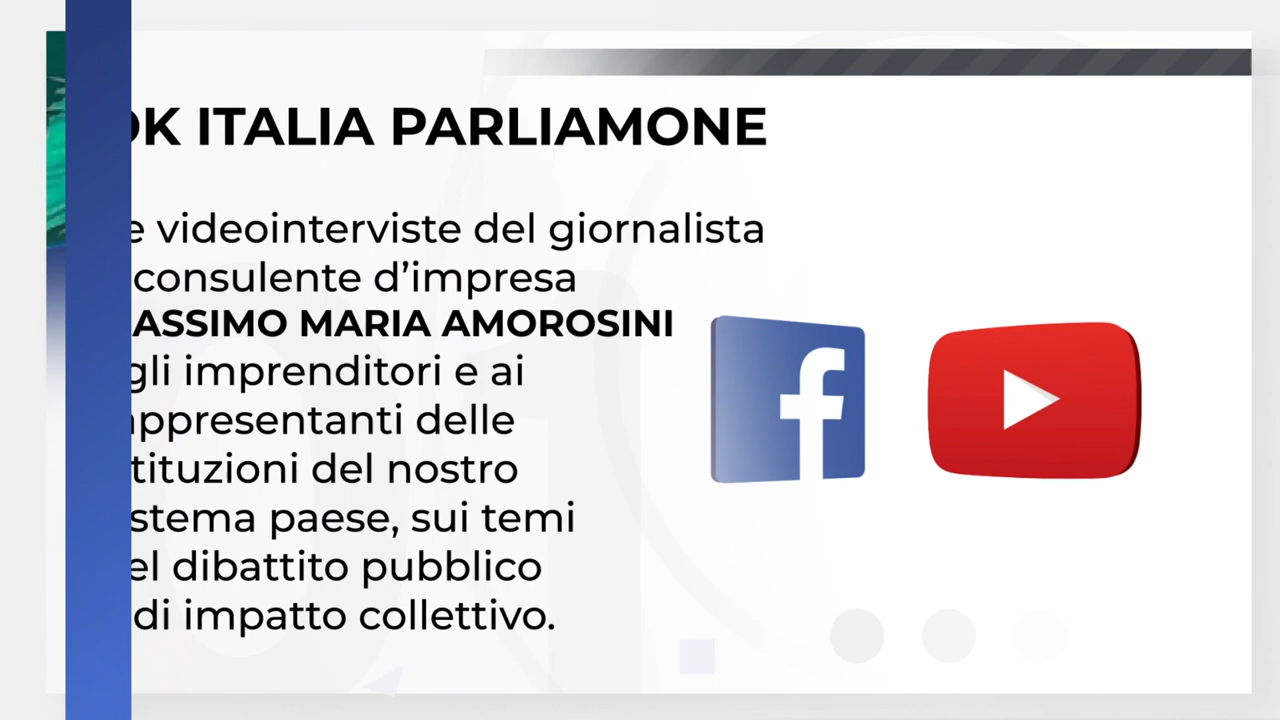 OK ITALIA PARLIAMONE
e videointerviste del giornalista
consulente d’impresa
ASSIMO MARIA AMOROSINI
gli imprenditori e ai
appresentanti delle
tituzioni del nostro
stema paese, sui temi
el dibattito pubblico
di impatto collettivo.